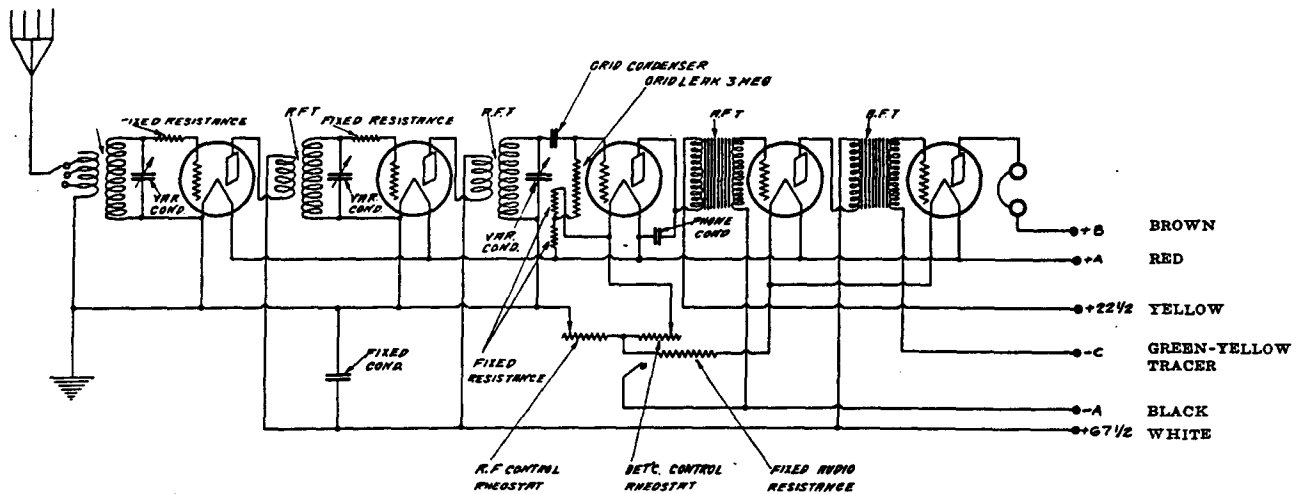 GRID CONDENSER
GRID LEAK 3 MEG
FIXED RESISTANCE
R.F.T
FIXED RESISTANCE
R.F.T
VAR.
COND.
VAR.
COND.
VAR.
COND.
PHONE
COND
+B BROWN
+A RED
+22½ YELLOW
-C GREEN-YELLOW
TRACER
-A BLACK
+67½ WHITE
FIXED
COND.
FIXED
RESISTANCE
R.F CONTROL
RHEOSTAT
DET'C. CONTROL
RHEOSTAT
FIXED AUDIO
RESISTANCE